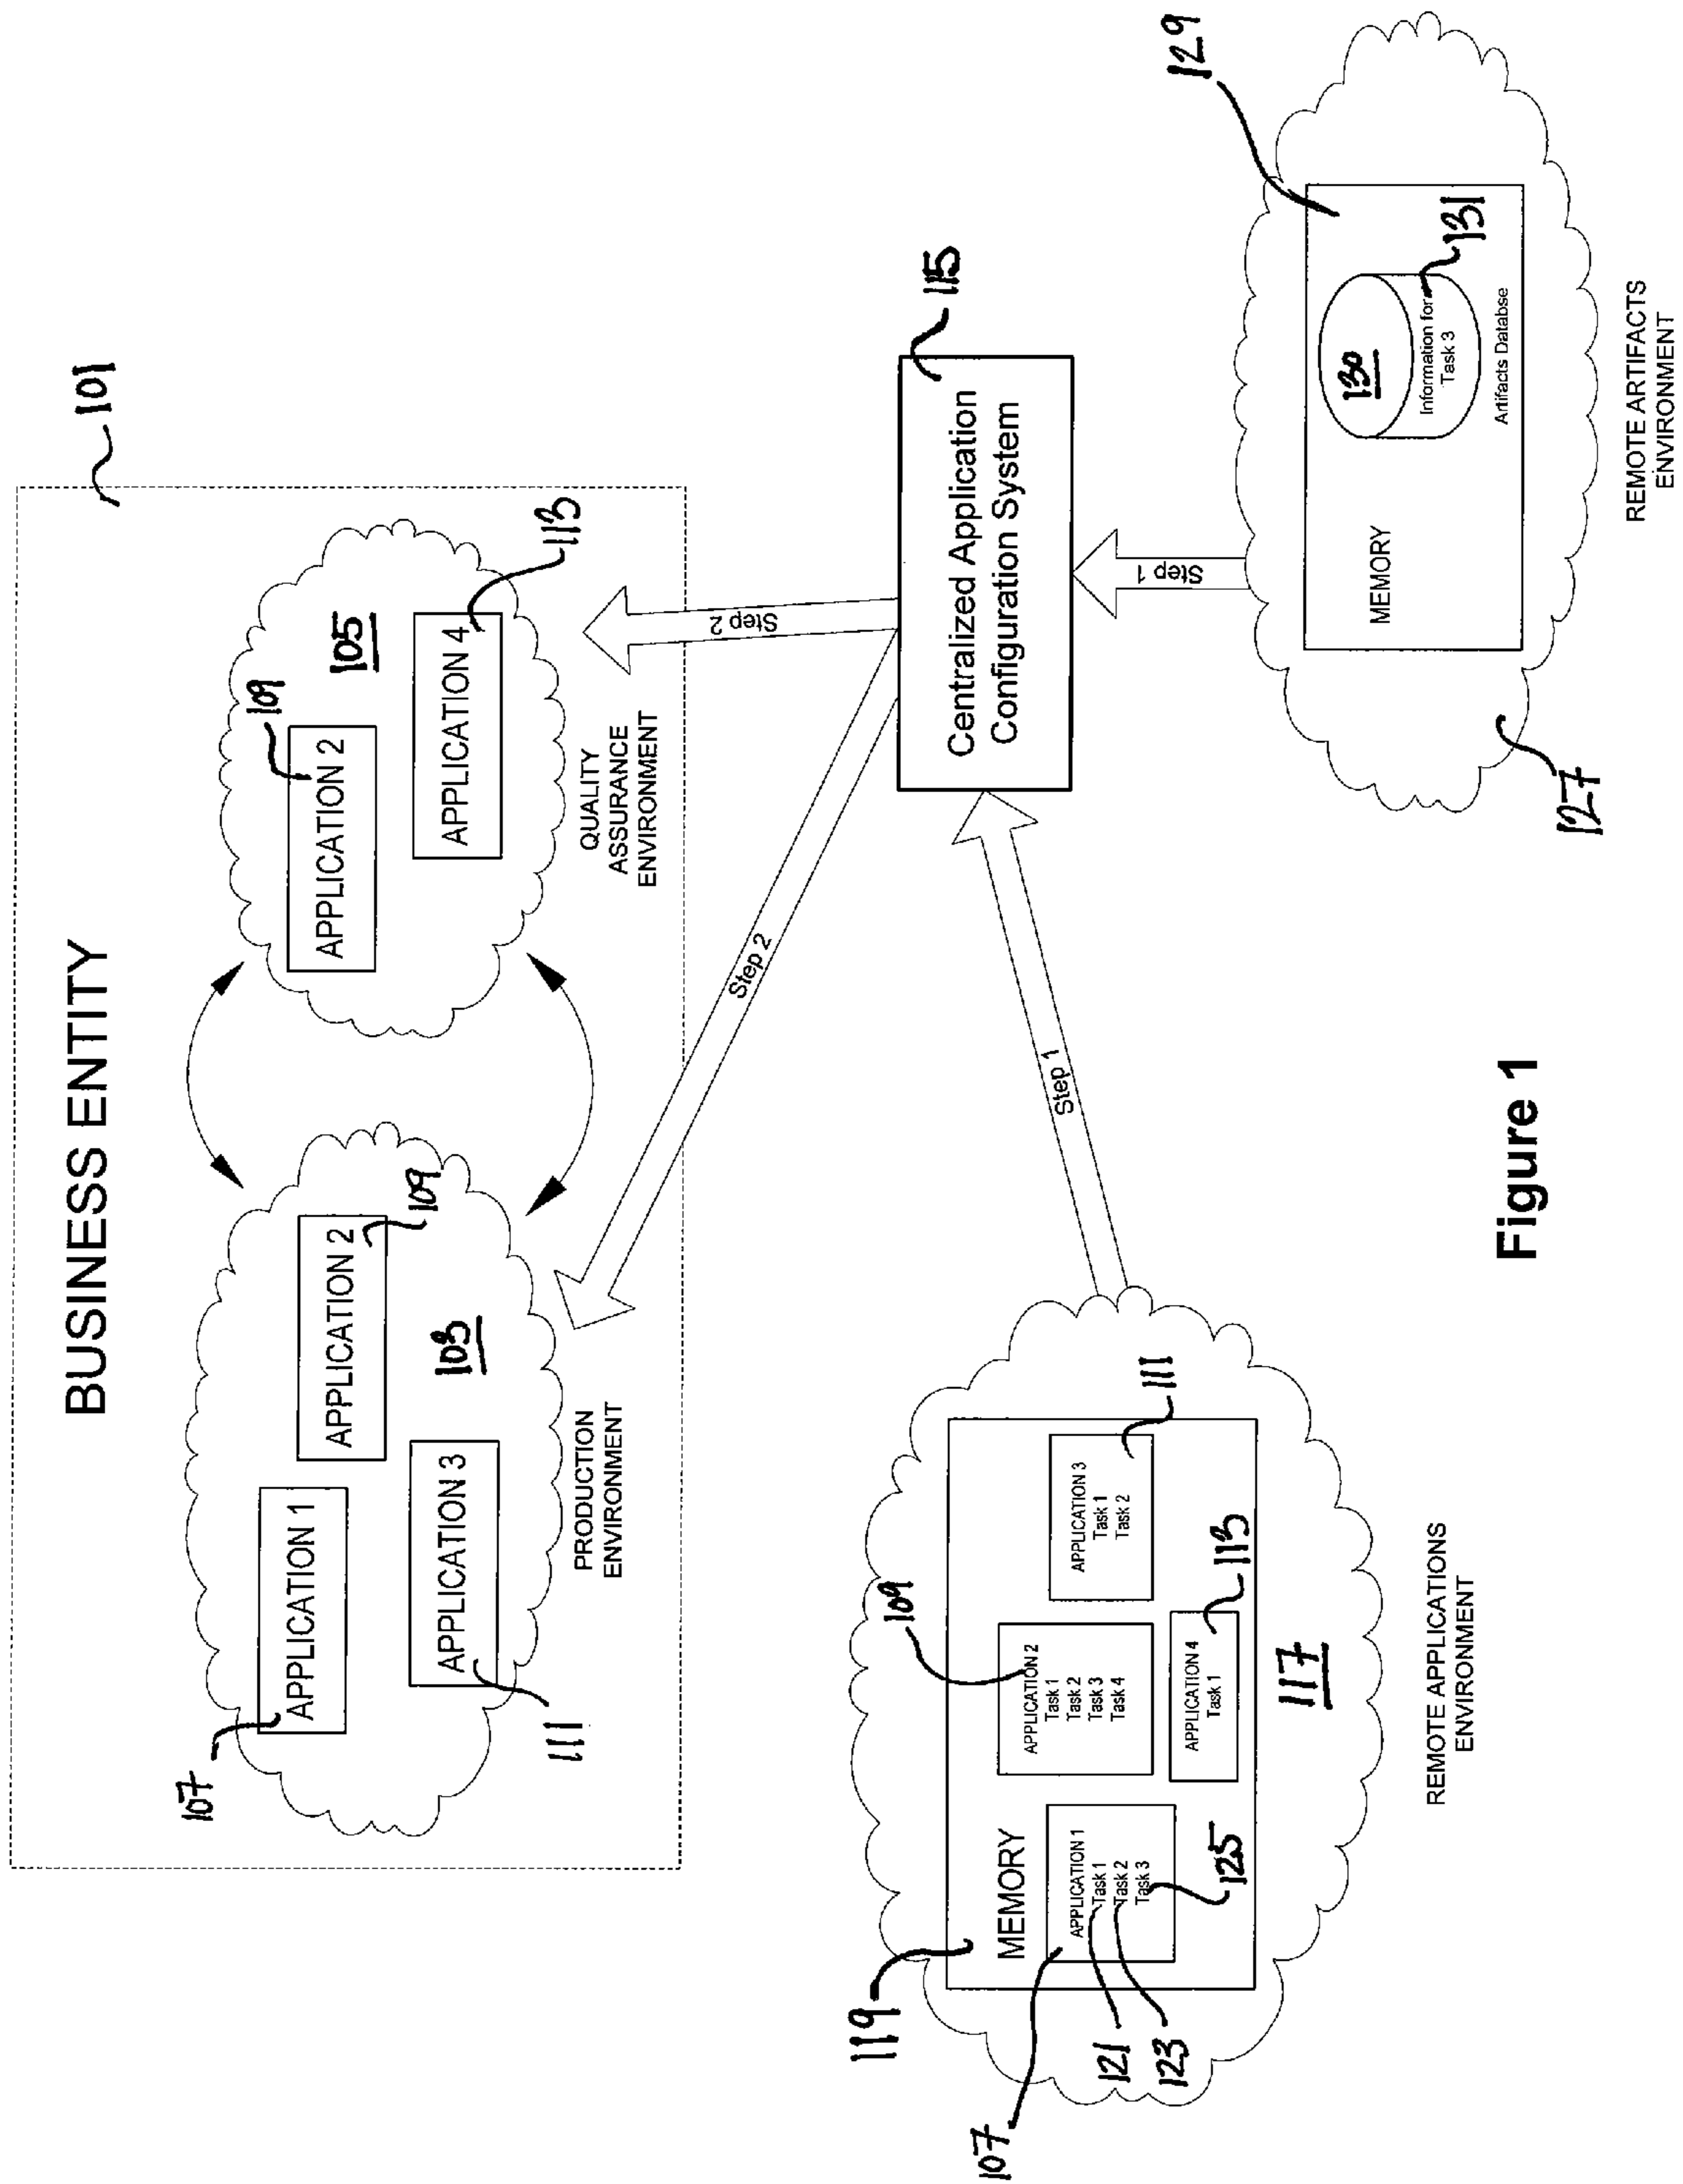 BUSINESS ENTITY
101
107
APPLICATION 1
APPLICATION 2
109
103
APPLICATION 3
111
PRODUCTION
ENVIRONMENT
109
APPLICATION 2
105
APPLICATION 4
113
QUALITY
ASSURANCE
ENVIRONMENT
Step 2
Step 2
Centralized Application
Configuration System
115
Step 1
Step 1
119
MEMORY
107
APPLICATION 1
Task 1
Task 2
Task 3
121
123
125
109
APPLICATION 2
Task 1
Task 2
Task 3
Task 4
APPLICATION 3
Task 1
Task 2
111
APPLICATION 4
Task 1
113
117
REMOTE APPLICATIONS
ENVIRONMENT
129
MEMORY
130
Information for
Task 3
131
Artifacts Databse
127
REMOTE ARTIFACTS
ENVIRONMENT
Figure 1